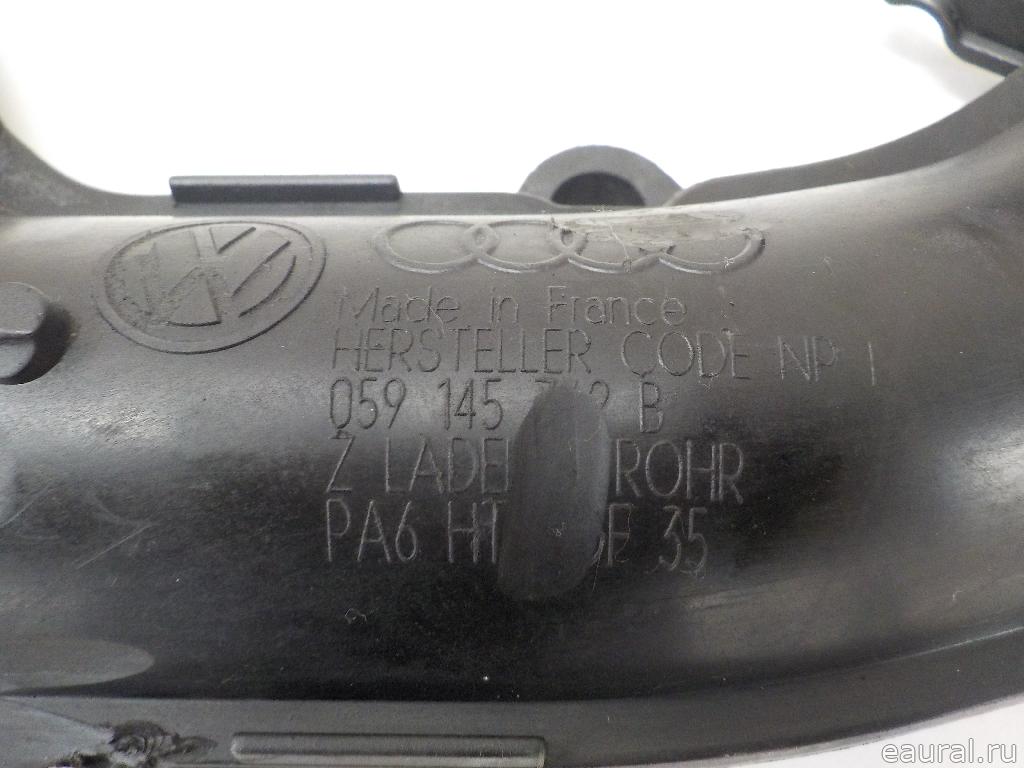 Made in France
HERSTELLER CODE NP I
059 145 B
Z ROHR
PA6 35
eaural.ru